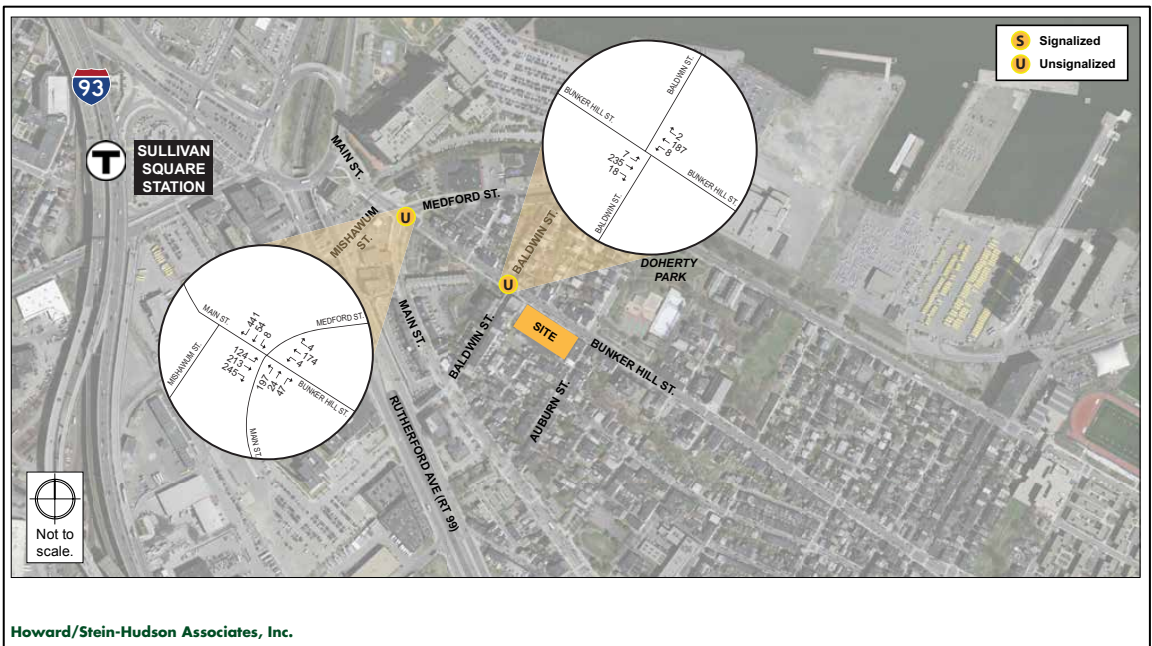 S Signalized
U Unsignalized
93
T
SULLIVAN
SQUARE
STATION
MAIN ST.
MEDFORD ST.
MISHAWUM
ST.
U
BALDWIN ST.
BUNKER HILL ST.
2
187
8
7
235
18
BUNKER HILL ST.
BALDWIN ST.
BALDWIN ST.
DOHERTY
PARK
U
SITE
BUNKER HILL ST.
BALDWIN ST.
AUBURN ST.
MAIN ST.
RUTHERFORD AVE (RT 99)
MAIN ST.
441
54
8
MEDFORD ST.
4
174
4
124
213
245
MISHAWUM ST.
197
24
47
BUNKER HILL ST.
MAIN ST.
Not to
scale.
Howard/Stein-Hudson Associates, Inc.